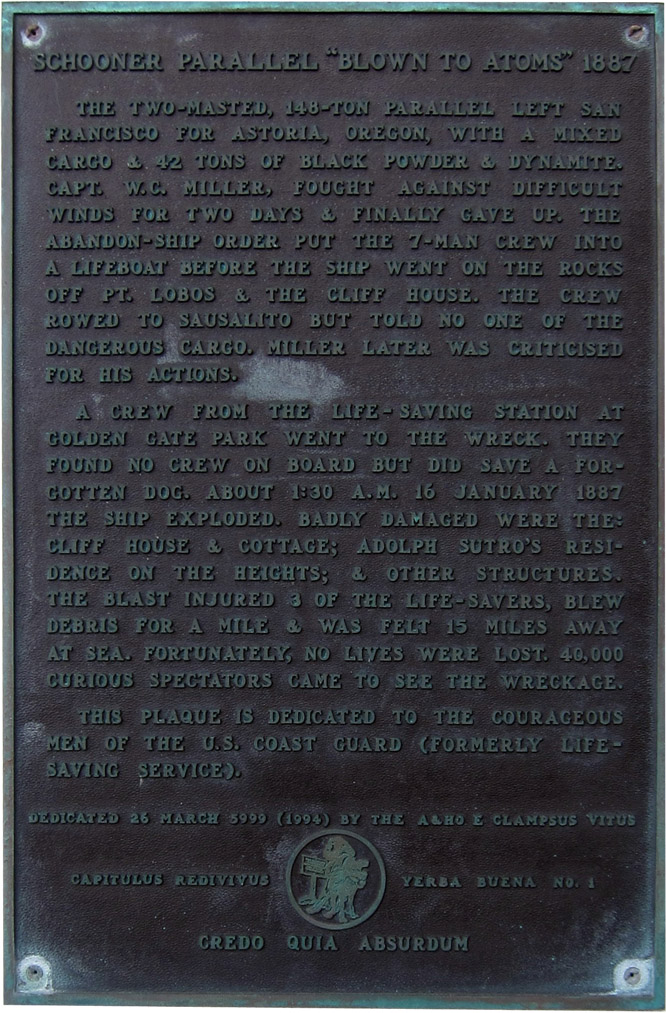 SCHOONER PARALLEL "BLOWN TO ATOMS" 1887
THE TWO-MASTED, 148-TON PARALLEL LEFT SAN
FRANCISCO FOR ASTORIA, OREGON, WITH A MIXED
CARGO & 42 TONS OF BLACK POWDER & DYNAMITE.
CAPT. W.C. MILLER, FOUGHT AGAINST DIFFICULT
WINDS FOR TWO DAYS & FINALLY GAVE UP. THE
ABANDON-SHIP ORDER PUT THE 7-MAN CREW INTO
A LIFEBOAT BEFORE THE SHIP WENT ON THE ROCKS
OFF PT. LOBOS & THE CLIFF HOUSE. THE CREW
ROWED TO SAUSALITO BUT TOLD NO ONE OF THE
DANGEROUS CARGO. MILLER LATER WAS CRITICISED
FOR HIS ACTIONS.
A CREW FROM THE LIFE-SAVING STATION AT
GOLDEN GATE PARK WENT TO THE WRECK. THEY
FOUND NO CREW ON BOARD BUT DID SAVE A FOR-
GOTTEN DOG. ABOUT 1:30 A.M. 16 JANUARY 1887
THE SHIP EXPLODED. BADLY DAMAGED WERE THE:
CLIFF HOUSE & COTTAGE; ADOLPH SUTRO'S RESI-
DENCE ON THE HEIGHTS; & OTHER STRUCTURES.
THE BLAST INJURED 3 OF THE LIFE-SAVERS, BLEW
DEBRIS FOR A MILE & WAS FELT 15 MILES AWAY
AT SEA. FORTUNATELY, NO LIVES WERE LOST. 40,000
CURIOUS SPECTATORS CAME TO SEE THE WRECKAGE.
THIS PLAQUE IS DEDICATED TO THE COURAGEOUS
MEN OF THE U.S. COAST GUARD (FORMERLY LIFE-
SAVING SERVICE).
DEDICATED 26 MARCH 5999 (1994) BY THE A&HO E CLAMPSUS VITUS
CAPITULUS REDIVIVUS YERBA BUENA NO. 1
CREDO QUIA ABSURDUM